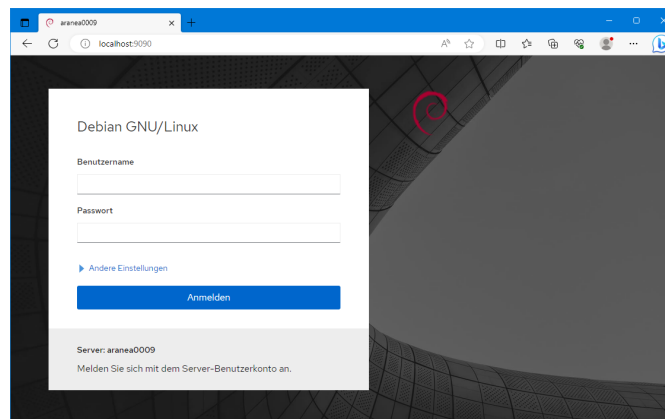 aranea0009
localhost:9090
Debian GNU/Linux
Benutzername
Passwort
Andere Einstellungen
Anmelden
Server: aranea0009
Melden Sie sich mit dem Server-Benutzerkonto an.